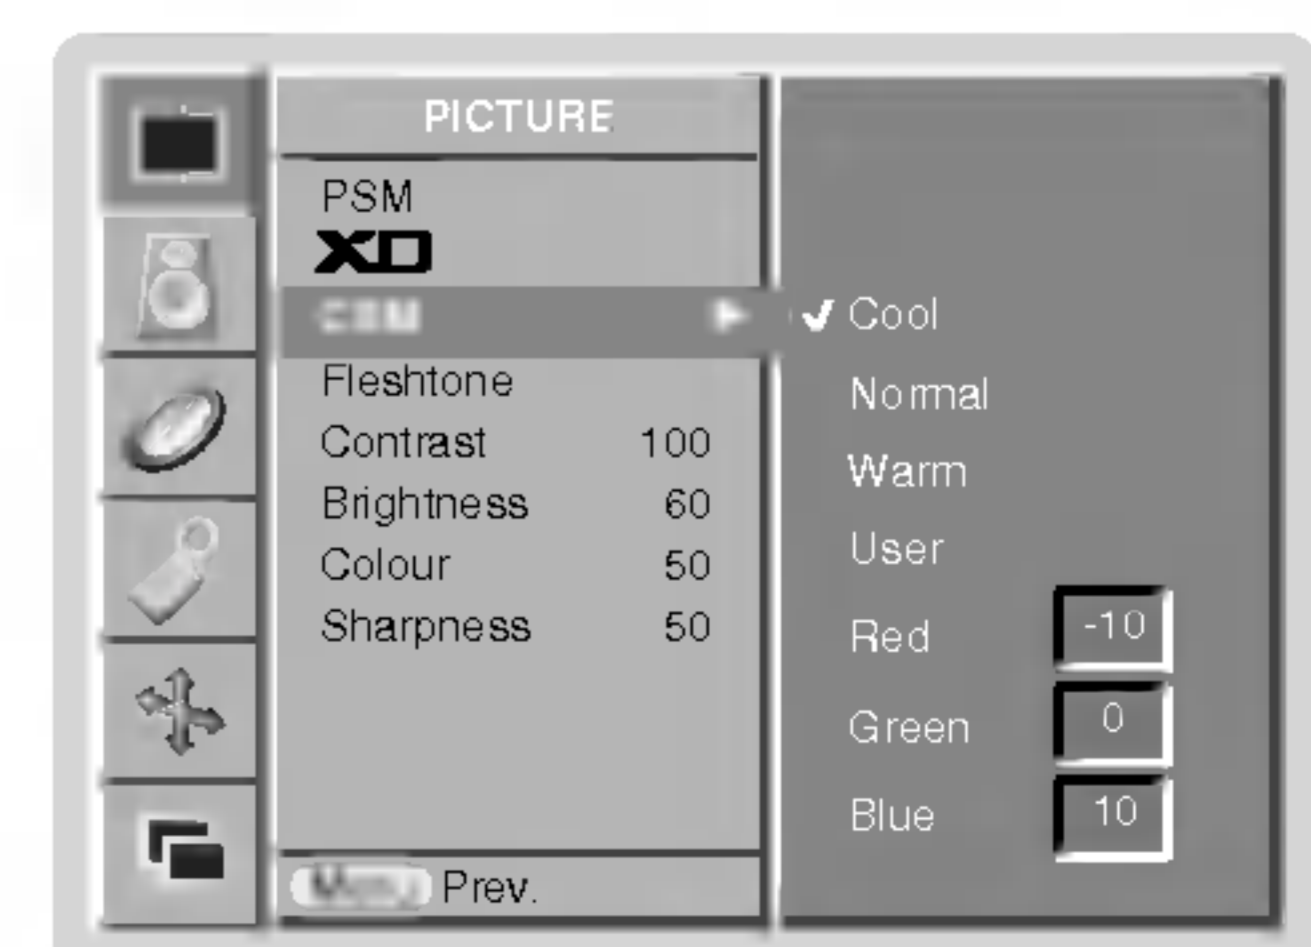 PICTURE
PSM
XD
Cool
Fleshtone
Normal
Contrast 100
Warm
Brightness 60
User
Colour 50
Sharpness 50
Red -10
Green 0
Blue 10
Prev.